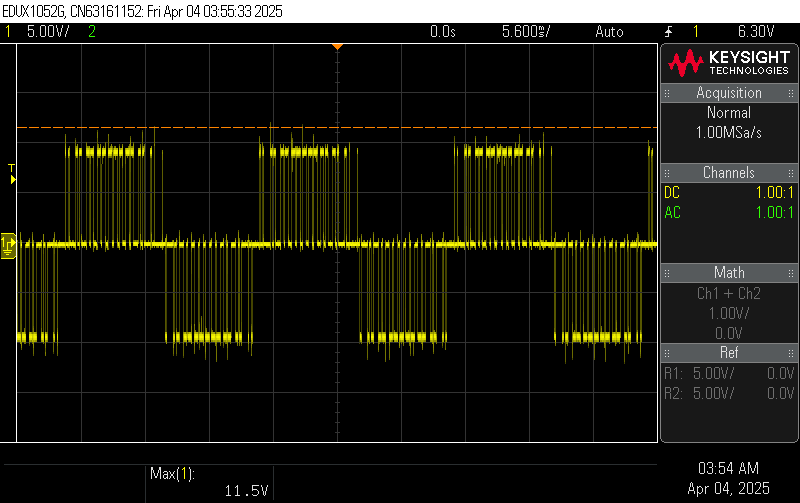 EDUX1052G, CN63161152: Fri Apr 04 03:55:33 2025
1 5.00V/ 2 0.0s 5.600ms/ Auto 1 6.30V
KEYSIGHT
TECHNOLOGIES
Acquisition
Normal
1.00MSa/s
Channels
DC 1.00:1
AC 1.00:1
Math
Ch1 + Ch2
1.00V/
0.0V
Ref
R1: 5.00V/ 0.0V
R2: 5.00V/ 0.0V
T
1
Max(1):
11.5V
03:54 AM
Apr 04, 2025